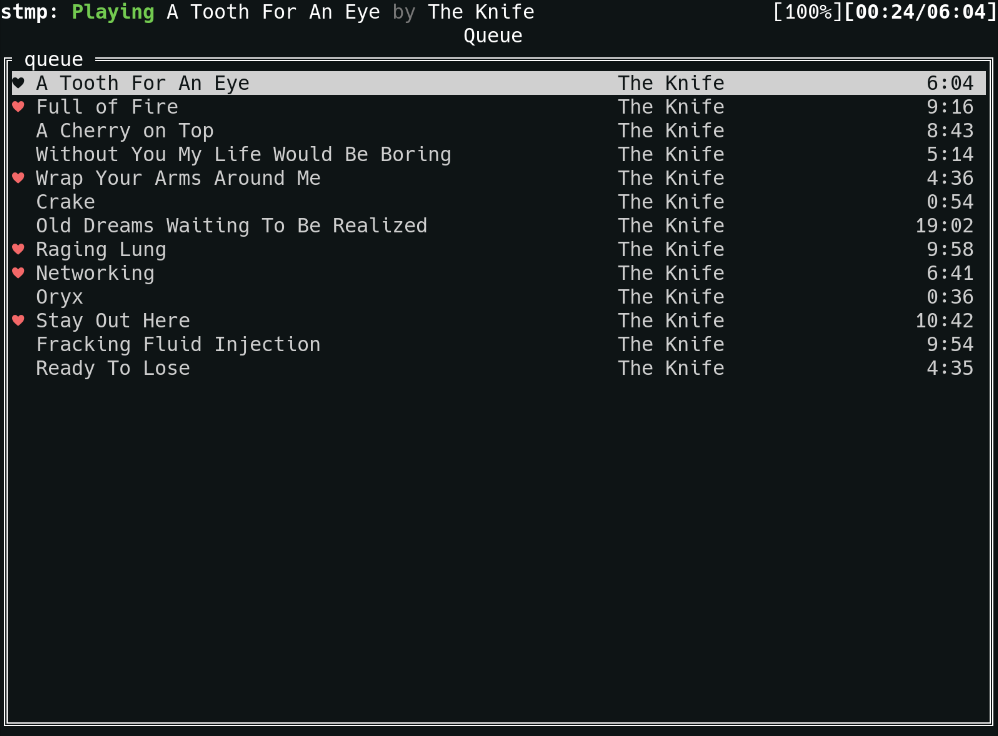 stmp: Playing A Tooth For An Eye by The Knife [100%][00:24/06:04]
Queue
queue
♥ A Tooth For An Eye The Knife 6:04
♥ Full of Fire The Knife 9:16
A Cherry on Top The Knife 8:43
Without You My Life Would Be Boring The Knife 5:14
♥ Wrap Your Arms Around Me The Knife 4:36
Crake The Knife 0:54
Old Dreams Waiting To Be Realized The Knife 19:02
♥ Raging Lung The Knife 9:58
♥ Networking The Knife 6:41
Oryx The Knife 0:36
♥ Stay Out Here The Knife 10:42
Fracking Fluid Injection The Knife 9:54
Ready To Lose The Knife 4:35